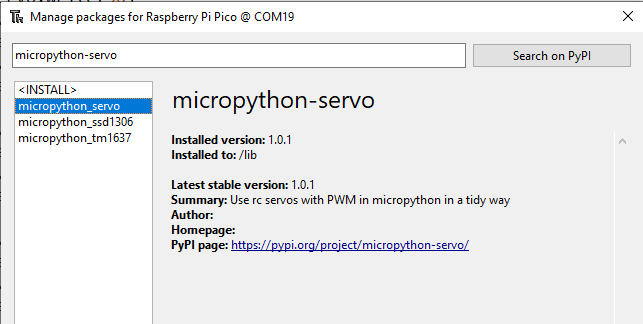 Manage packages for Raspberry Pi Pico @ COM19
micropython-servo
Search on PyPI
<INSTALL>
micropython_servo
micropython_ssd1306
micropython_tm1637
micropython-servo
Installed version: 1.0.1
Installed to: /lib
Latest stable version: 1.0.1
Summary: Use rc servos with PWM in micropython in a tidy way
Author:
Homepage:
PyPI page: https://pypi.org/project/micropython-servo/